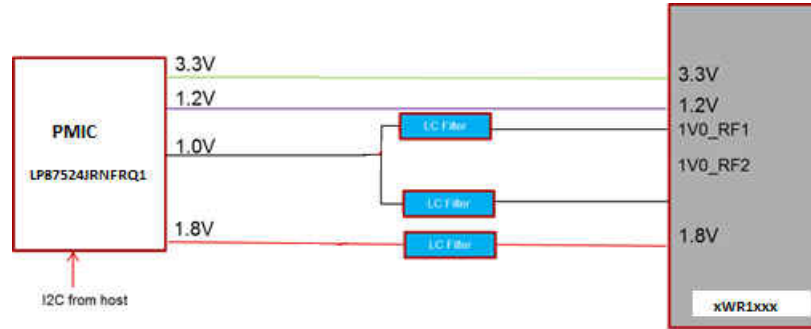 3.3V
1.2V
1.0V
1.8V
PMIC
LP87524JRNFRQ1
I2C from host
LC Filter
LC Filter
LC Filter
3.3V
1.2V
1V0_RF1
1V0_RF2
1.8V
xWR1xxx